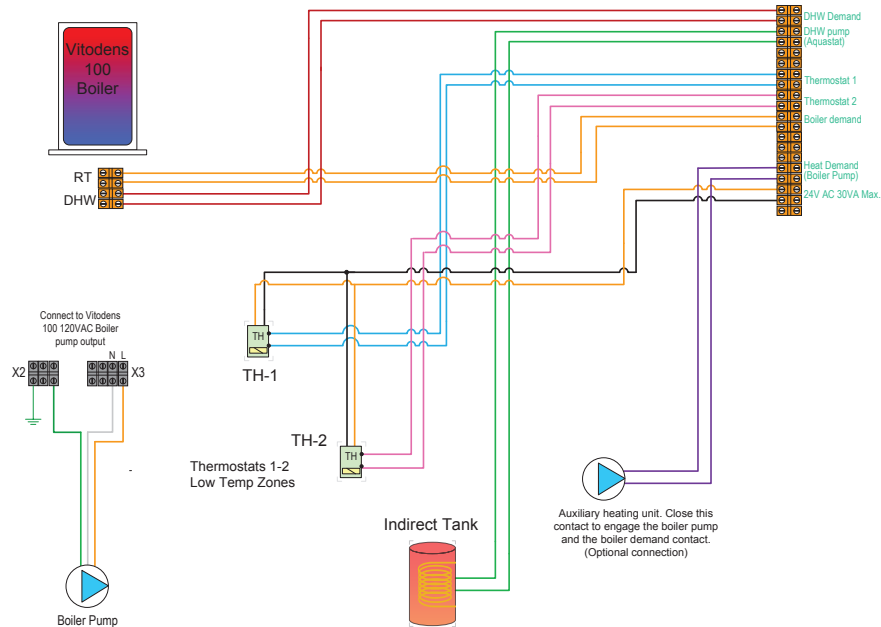 Vitodens
100
Boiler
RT
DHW
DHW Demand
DHW pump
(Aquastat)
Thermostat 1
Thermostat 2
Boiler demand
Heat Demand
(Boiler Pump)
24V AC 30VA Max.
Connect to Vitodens
100 120VAC Boiler
pump output
N L
X2
X3
TH
TH-1
TH-2
TH
Thermostats 1-2
Low Temp Zones
-
Indirect Tank
Auxiliary heating unit. Close this
contact to engage the boiler pump
and the boiler demand contact.
(Optional connection)
Boiler Pump